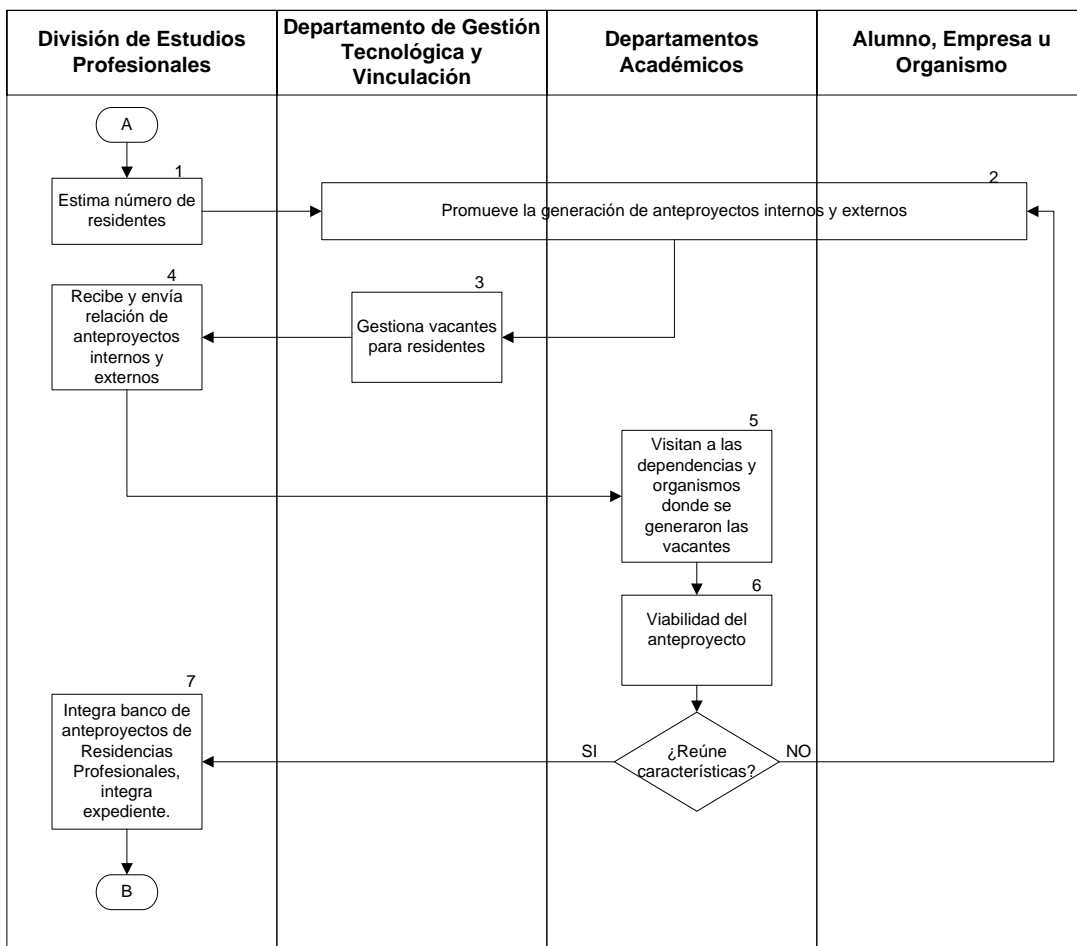 División de Estudios
Profesionales
Departamento de Gestión
Tecnológica y
Vinculación
Departamentos
Académicos
Alumno, Empresa u
Organismo
A
1
Estima número de
residentes
2
Promueve la generación de anteproyectos internos y externos
3
Gestiona vacantes
para residentes
4
Recibe y envía
relación de
anteproyectos
internos y
externos
5
Visitan a las
dependencias y
organismos
donde se
generaron las
vacantes
6
Viabilidad del
anteproyecto
¿Reúne
características?
SI
NO
7
Integra banco de
anteproyectos de
Residencias
Profesionales,
integra
expediente.
B